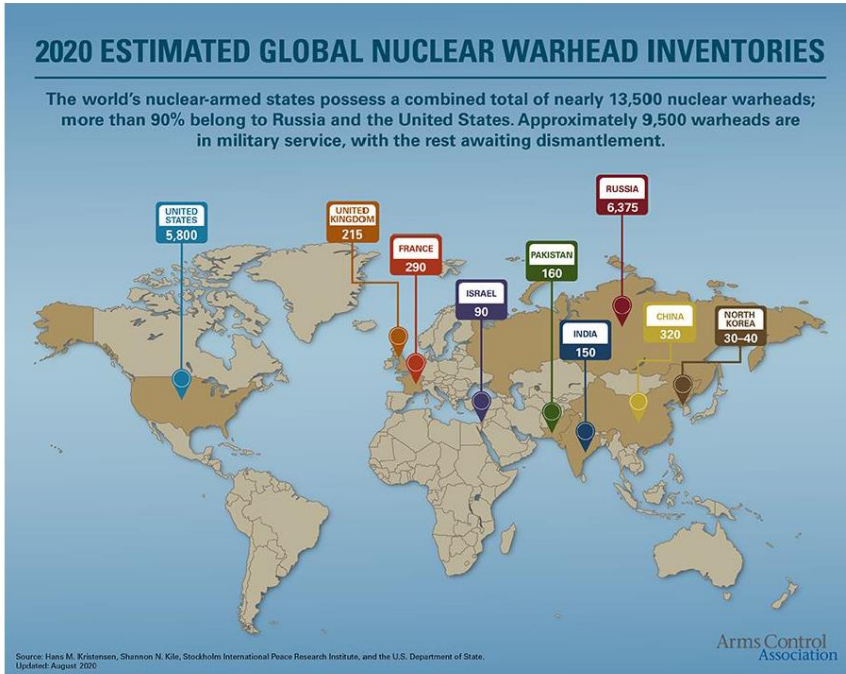 2020 ESTIMATED GLOBAL NUCLEAR WARHEAD INVENTORIES
The world's nuclear-armed states possess a combined total of nearly 13,500 nuclear warheads;
more than 90% belong to Russia and the United States. Approximately 9,500 warheads are
in military service, with the rest awaiting dismantlement.
RUSSIA
6,375
UNITED
STATES
5,800
UNITED
KINGDOM
215
FRANCE
290
PAKISTAN
160
ISRAEL
90
CHINA
320
NORTH
KOREA
30–40
INDIA
150
Source: Hans M. Kristensen, Shannon N. Kile, Stockholm International Peace Research Institute, and the U.S. Department of State.
Updated: August 2020
Arms Control
Association